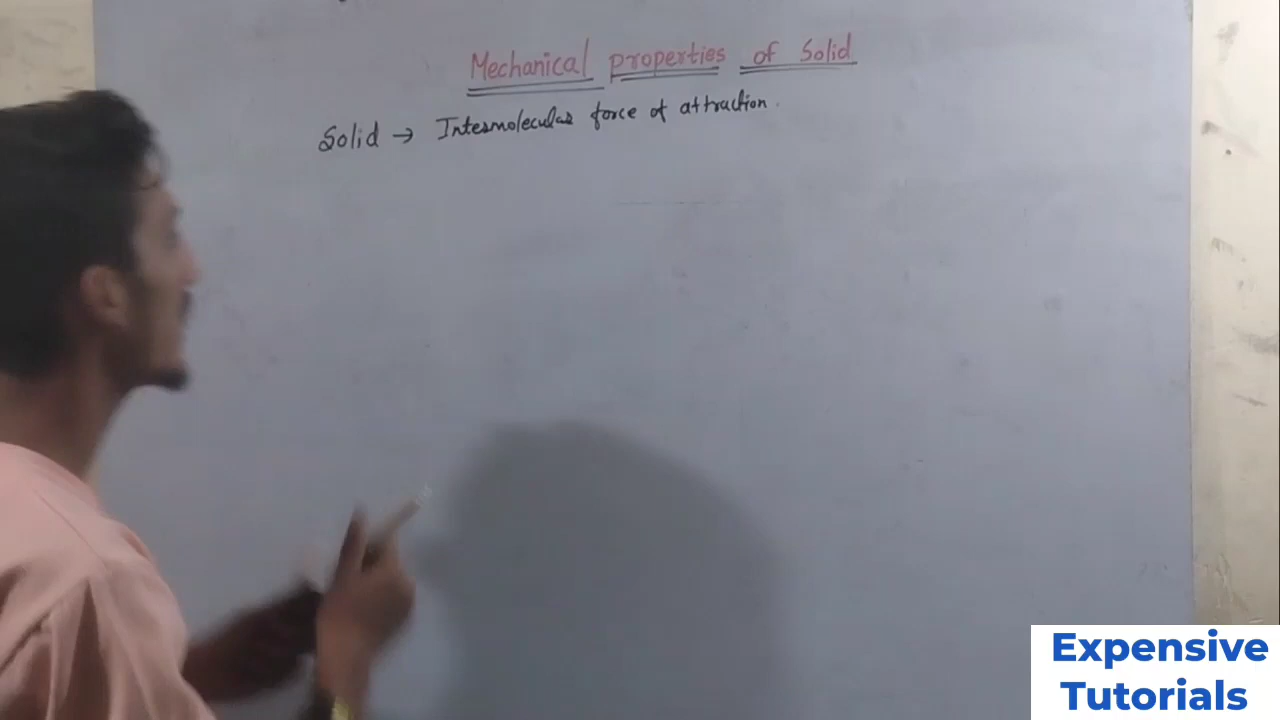 Mechanical properties of Solid
Solid → Intermolecular force of attraction.
Expensive
Tutorials